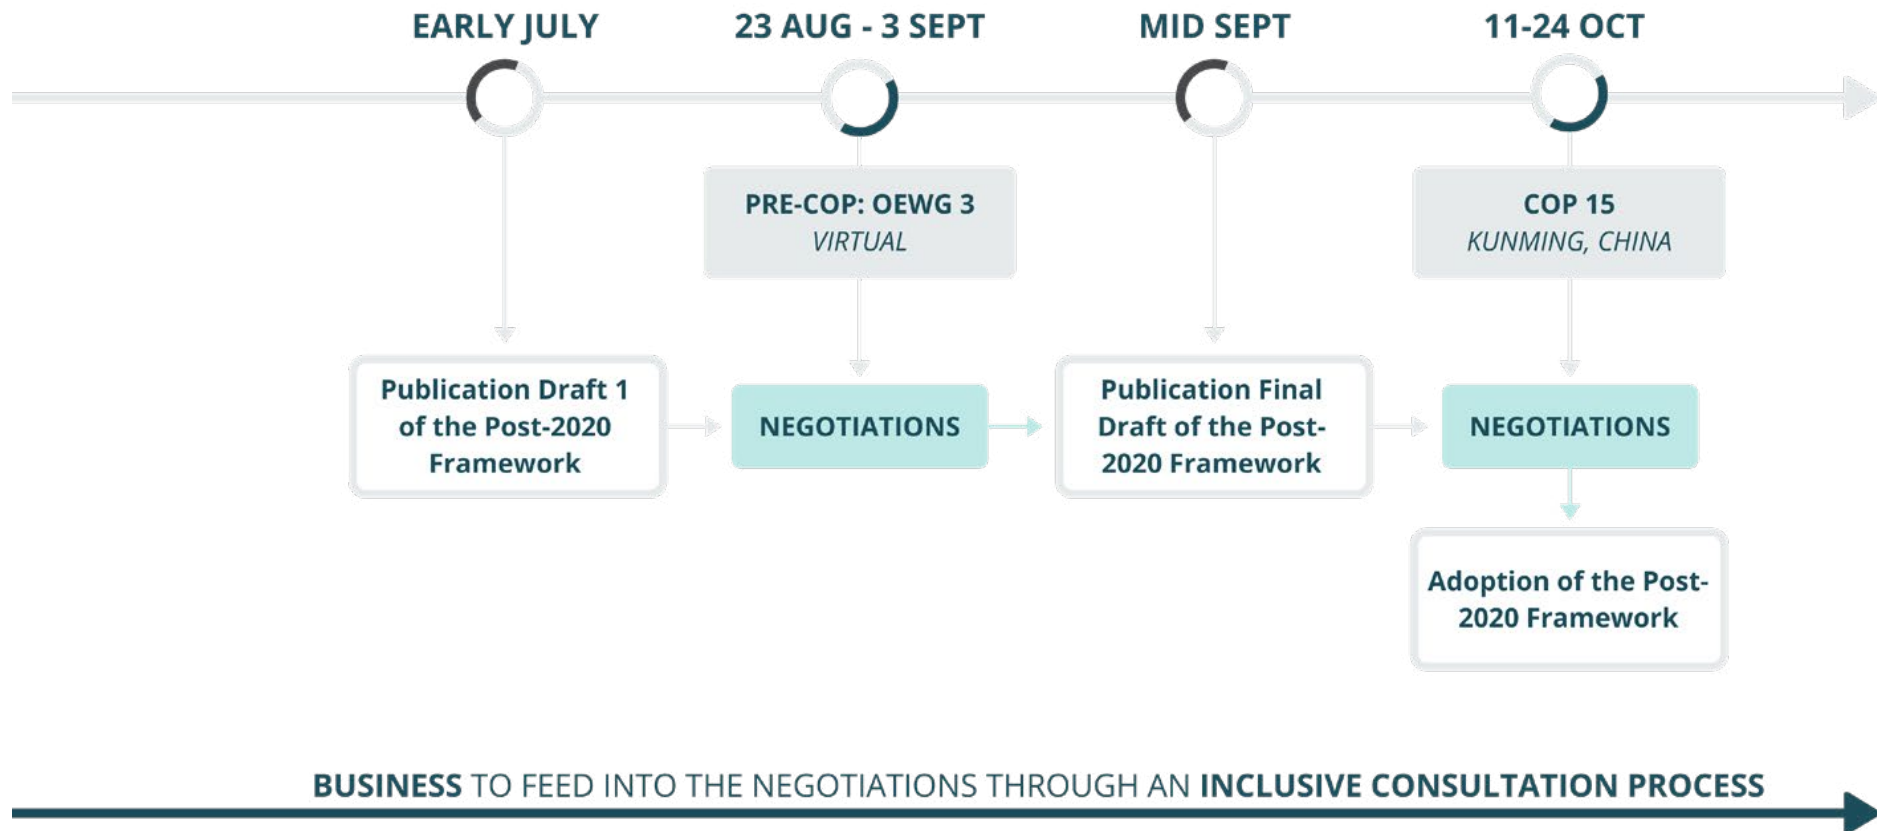 EARLY JULY
23 AUG - 3 SEPT
MID SEPT
11-24 OCT
PRE-COP: OEWG 3
VIRTUAL
COP 15
KUNMING, CHINA
Publication Draft 1
of the Post-2020
Framework
NEGOTIATIONS
Publication Final
Draft of the Post-
2020 Framework
NEGOTIATIONS
Adoption of the Post-
2020 Framework
BUSINESS TO FEED INTO THE NEGOTIATIONS THROUGH AN INCLUSIVE CONSULTATION PROCESS